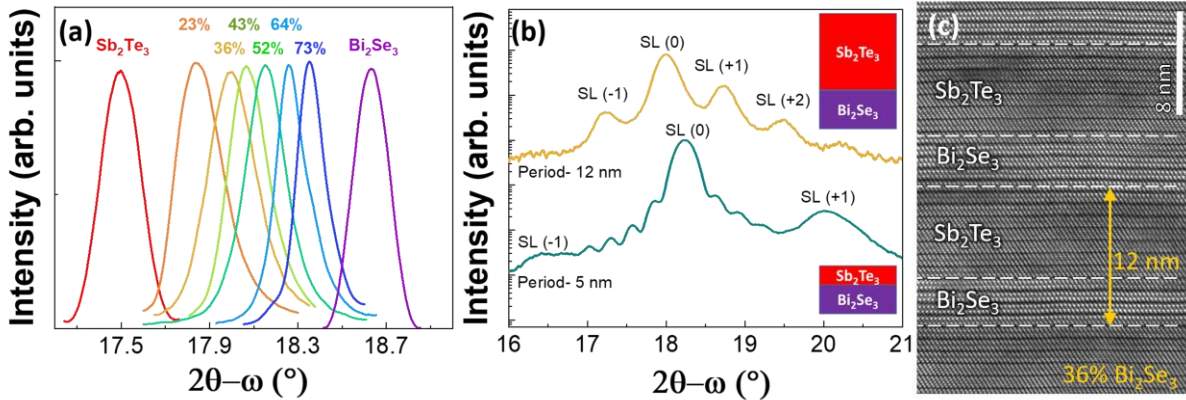 (a)
23% 43% 64%
Sb₂Te₃ 36% 52% 73% Bi₂Se₃
Intensity (arb. units)
17.5 17.9 18.3 18.7
2θ–ω (°)
(b)
SL (-1) SL (0) SL (+1) SL (+2)
Sb₂Te₃
Bi₂Se₃
Period- 12 nm
SL (0)
SL (-1) SL (+1)
Period- 5 nm
Sb₂Te₃
Bi₂Se₃
Intensity (arb. units)
16 17 18 19 20 21
2θ–ω (°)
(c)
8 nm
Sb₂Te₃
Bi₂Se₃
Sb₂Te₃
12 nm
Bi₂Se₃
36% Bi₂Se₃